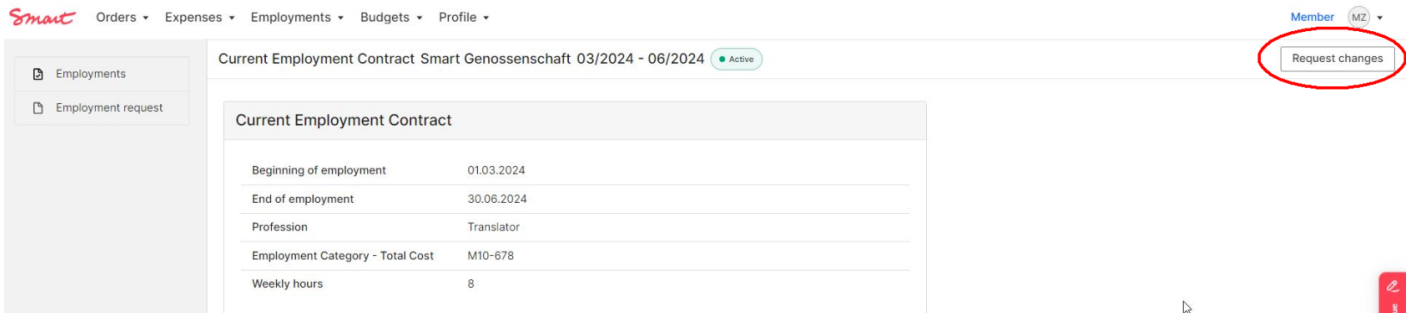 Smart Orders Expenses Employments Budgets Profile Member MZ
Employments
Employment request
Current Employment Contract Smart Genossenschaft 03/2024 - 06/2024 Active Request changes
Current Employment Contract
Beginning of employment 01.03.2024
End of employment 30.06.2024
Profession Translator
Employment Category - Total Cost M10-678
Weekly hours 8